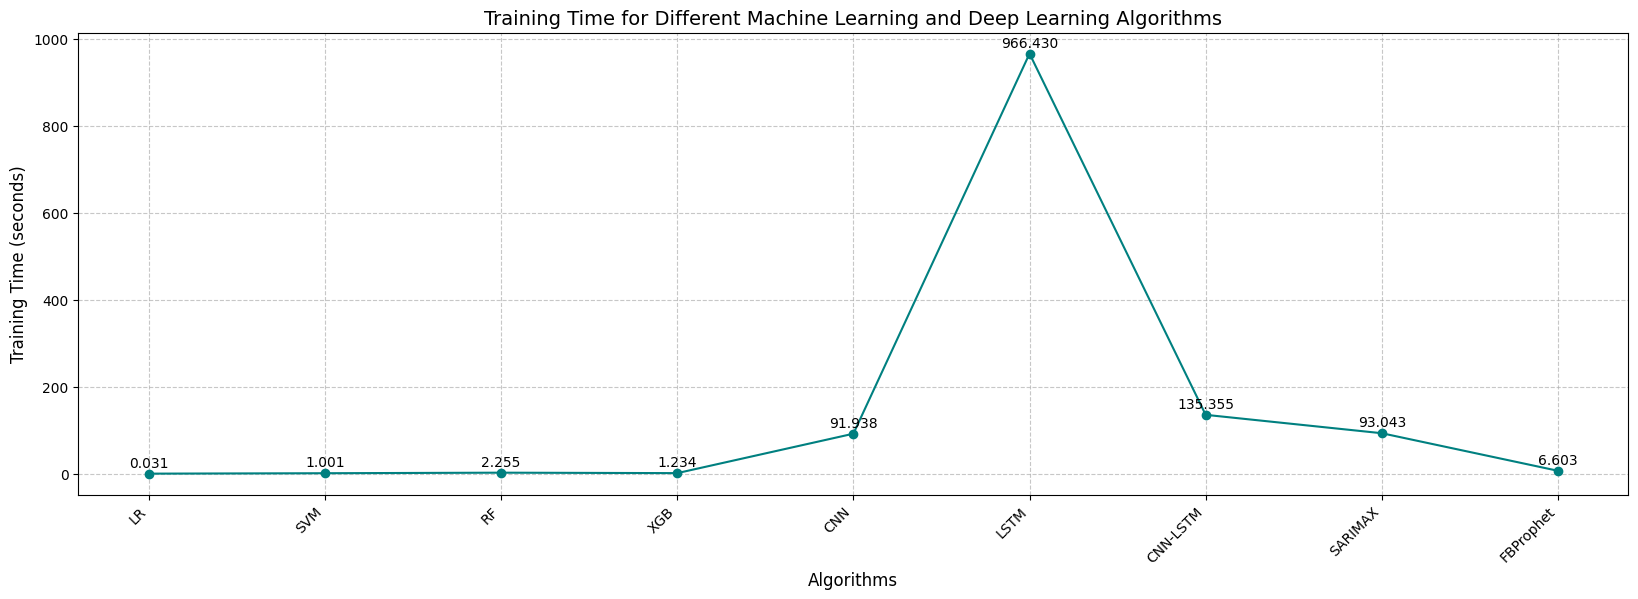 Training Time for Different Machine Learning and Deep Learning Algorithms
Training Time (seconds)
1000
800
600
400
200
0
0.031
1.001
2.255
1.234
91.938
966.430
135.355
93.043
6.603
LR
SVM
RF
XGB
CNN
LSTM
CNN-LSTM
SARIMAX
FBProphet
Algorithms